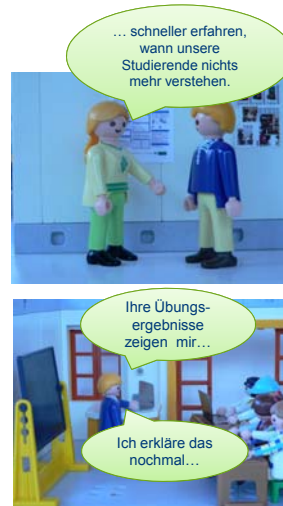 … schneller erfahren,
wann unsere
Studierende nichts
mehr verstehen.
Ihre Übungs-
ergebnisse
zeigen mir…
Ich erkläre das
nochmal…